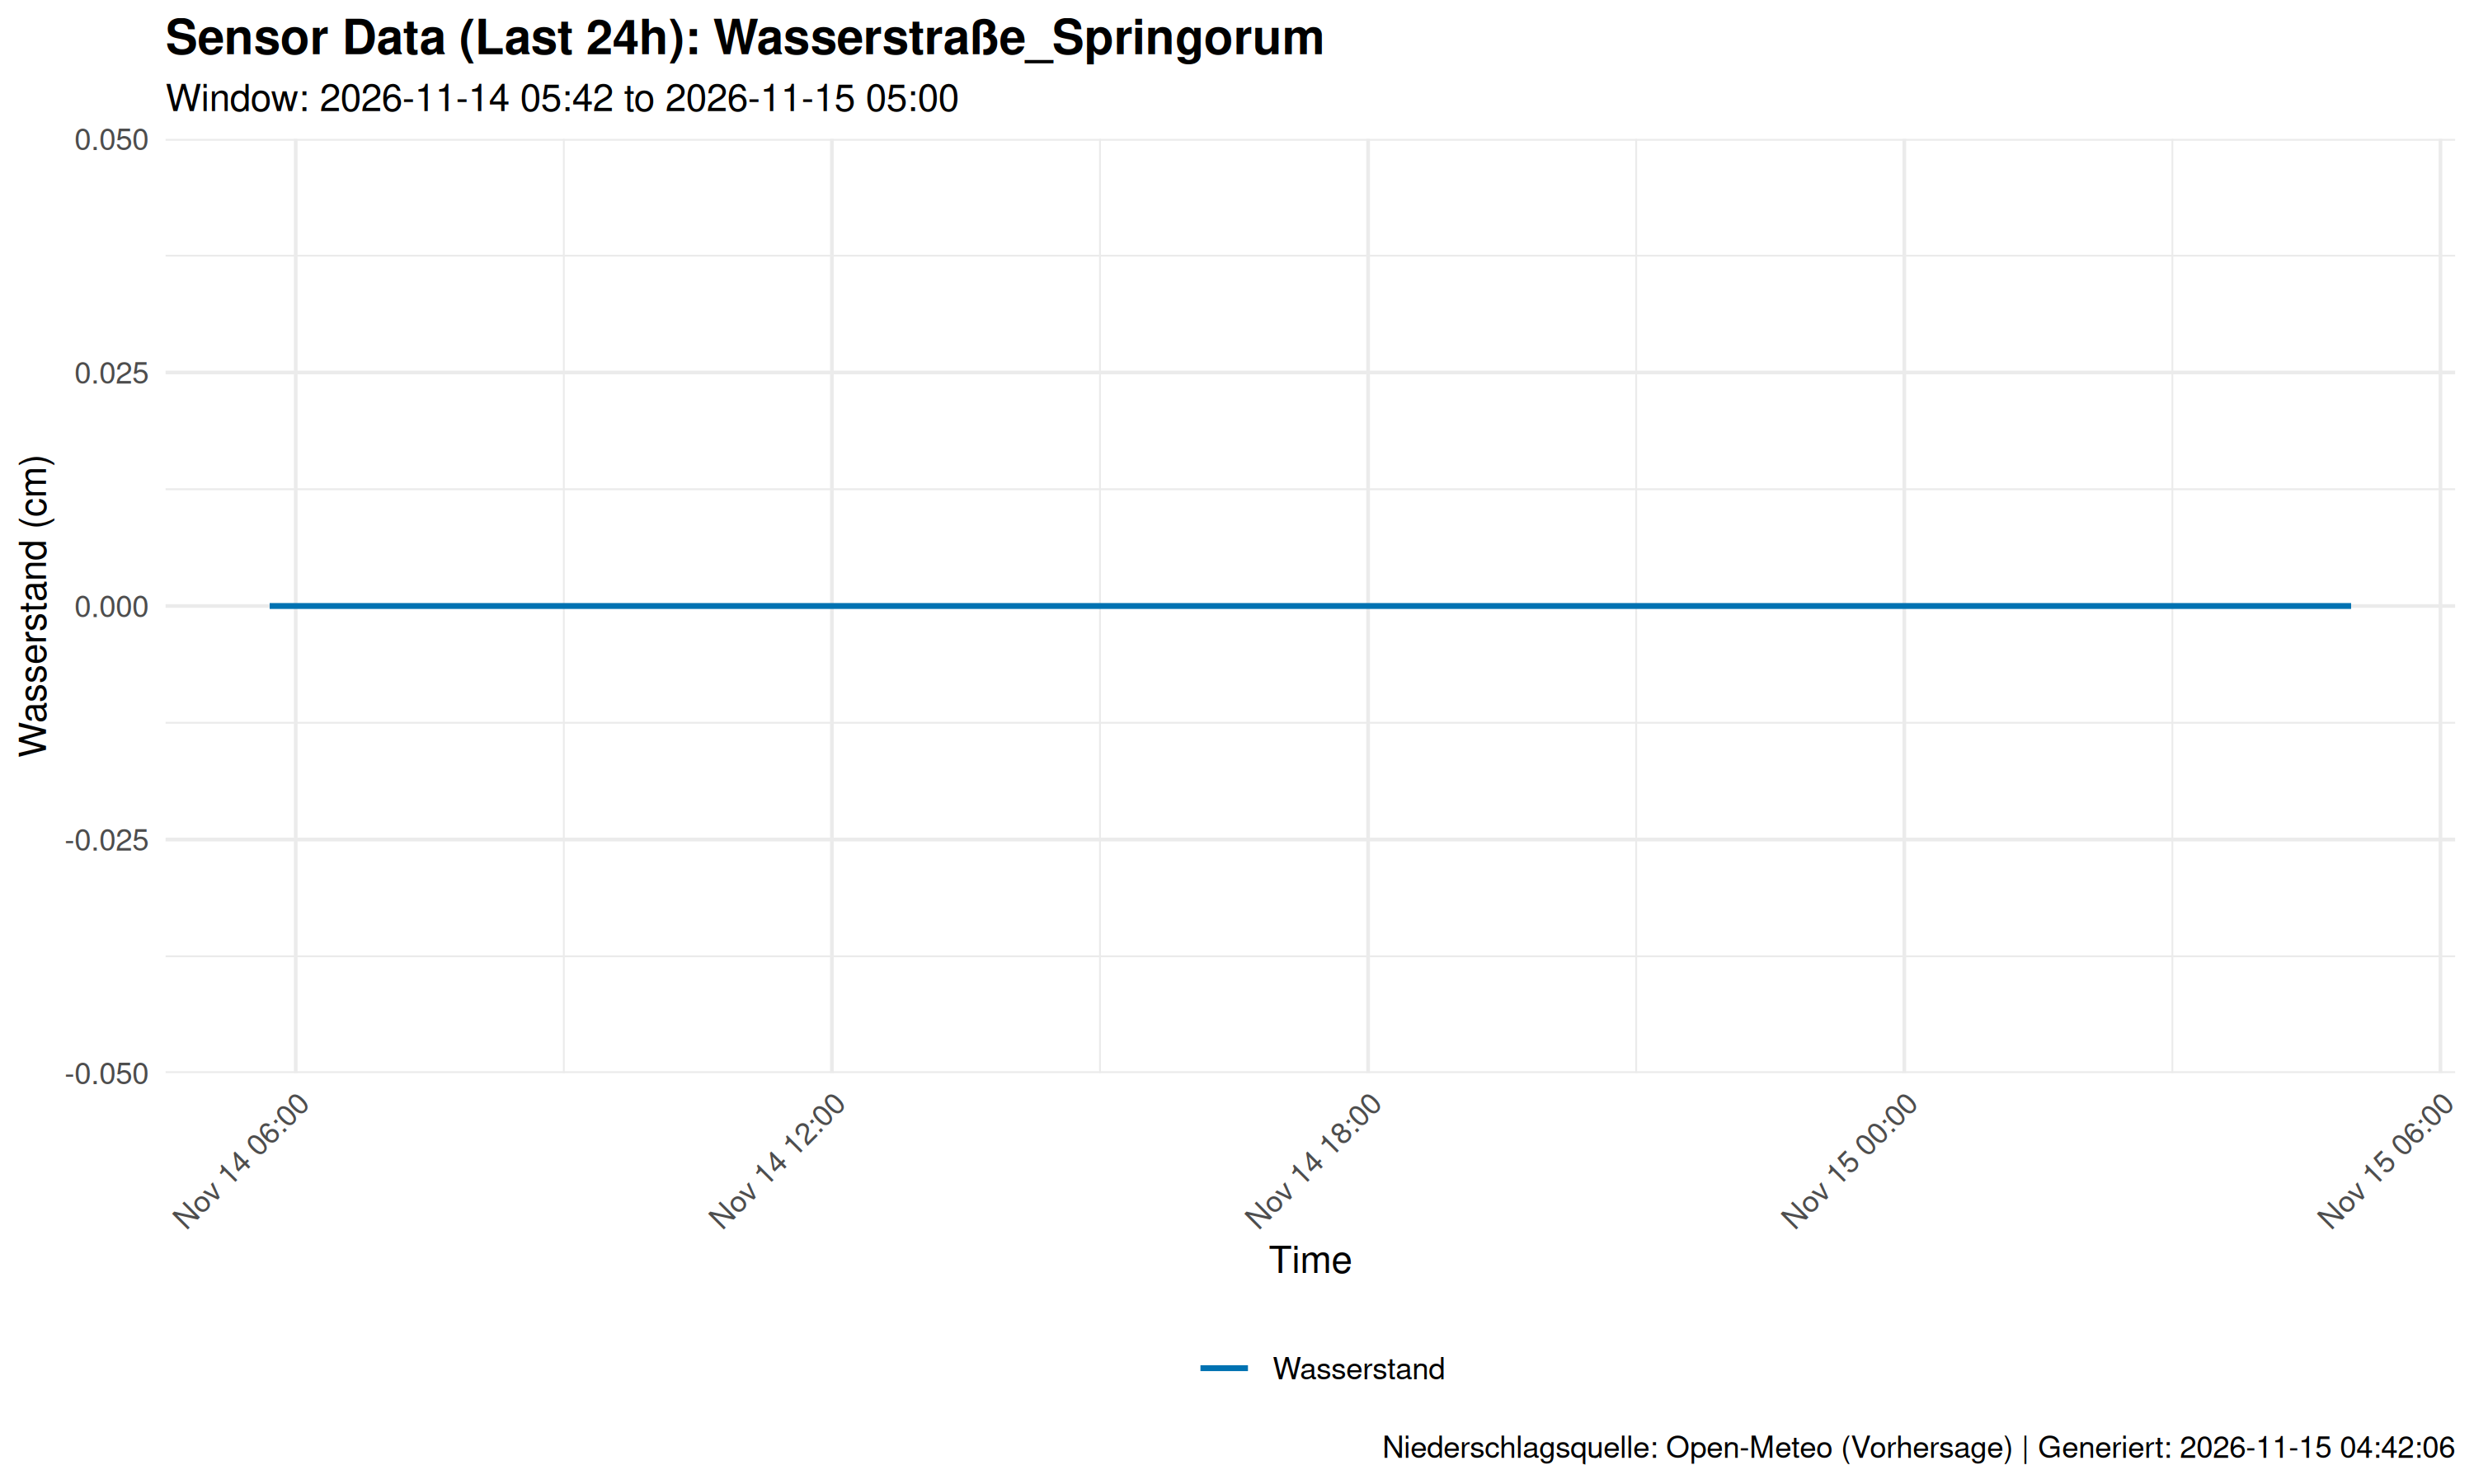 Sensor Data (Last 24h): Wasserstraße_Springorum
Window: 2026-11-14 05:42 to 2026-11-15 05:00
Wasserstand (cm)
0.050
0.025
0.000
-0.025
-0.050
Nov 14 06:00
Nov 14 12:00
Nov 14 18:00
Nov 15 00:00
Nov 15 06:00
Time
Wasserstand
Niederschlagsquelle: Open-Meteo (Vorhersage) | Generiert: 2026-11-15 04:42:06